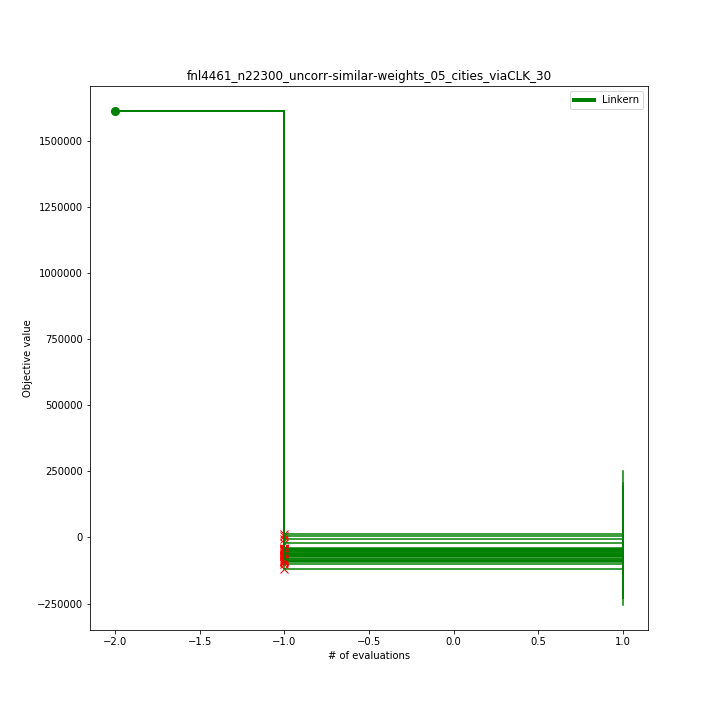 fnl4461_n22300_uncorr-similar-weights_05_cities_viaCLK_30
Linkern
1500000
1250000
1000000
750000
500000
250000
0
−250000
Objective value
−2.0 −1.5 −1.0 −0.5 0.0 0.5 1.0
# of evaluations